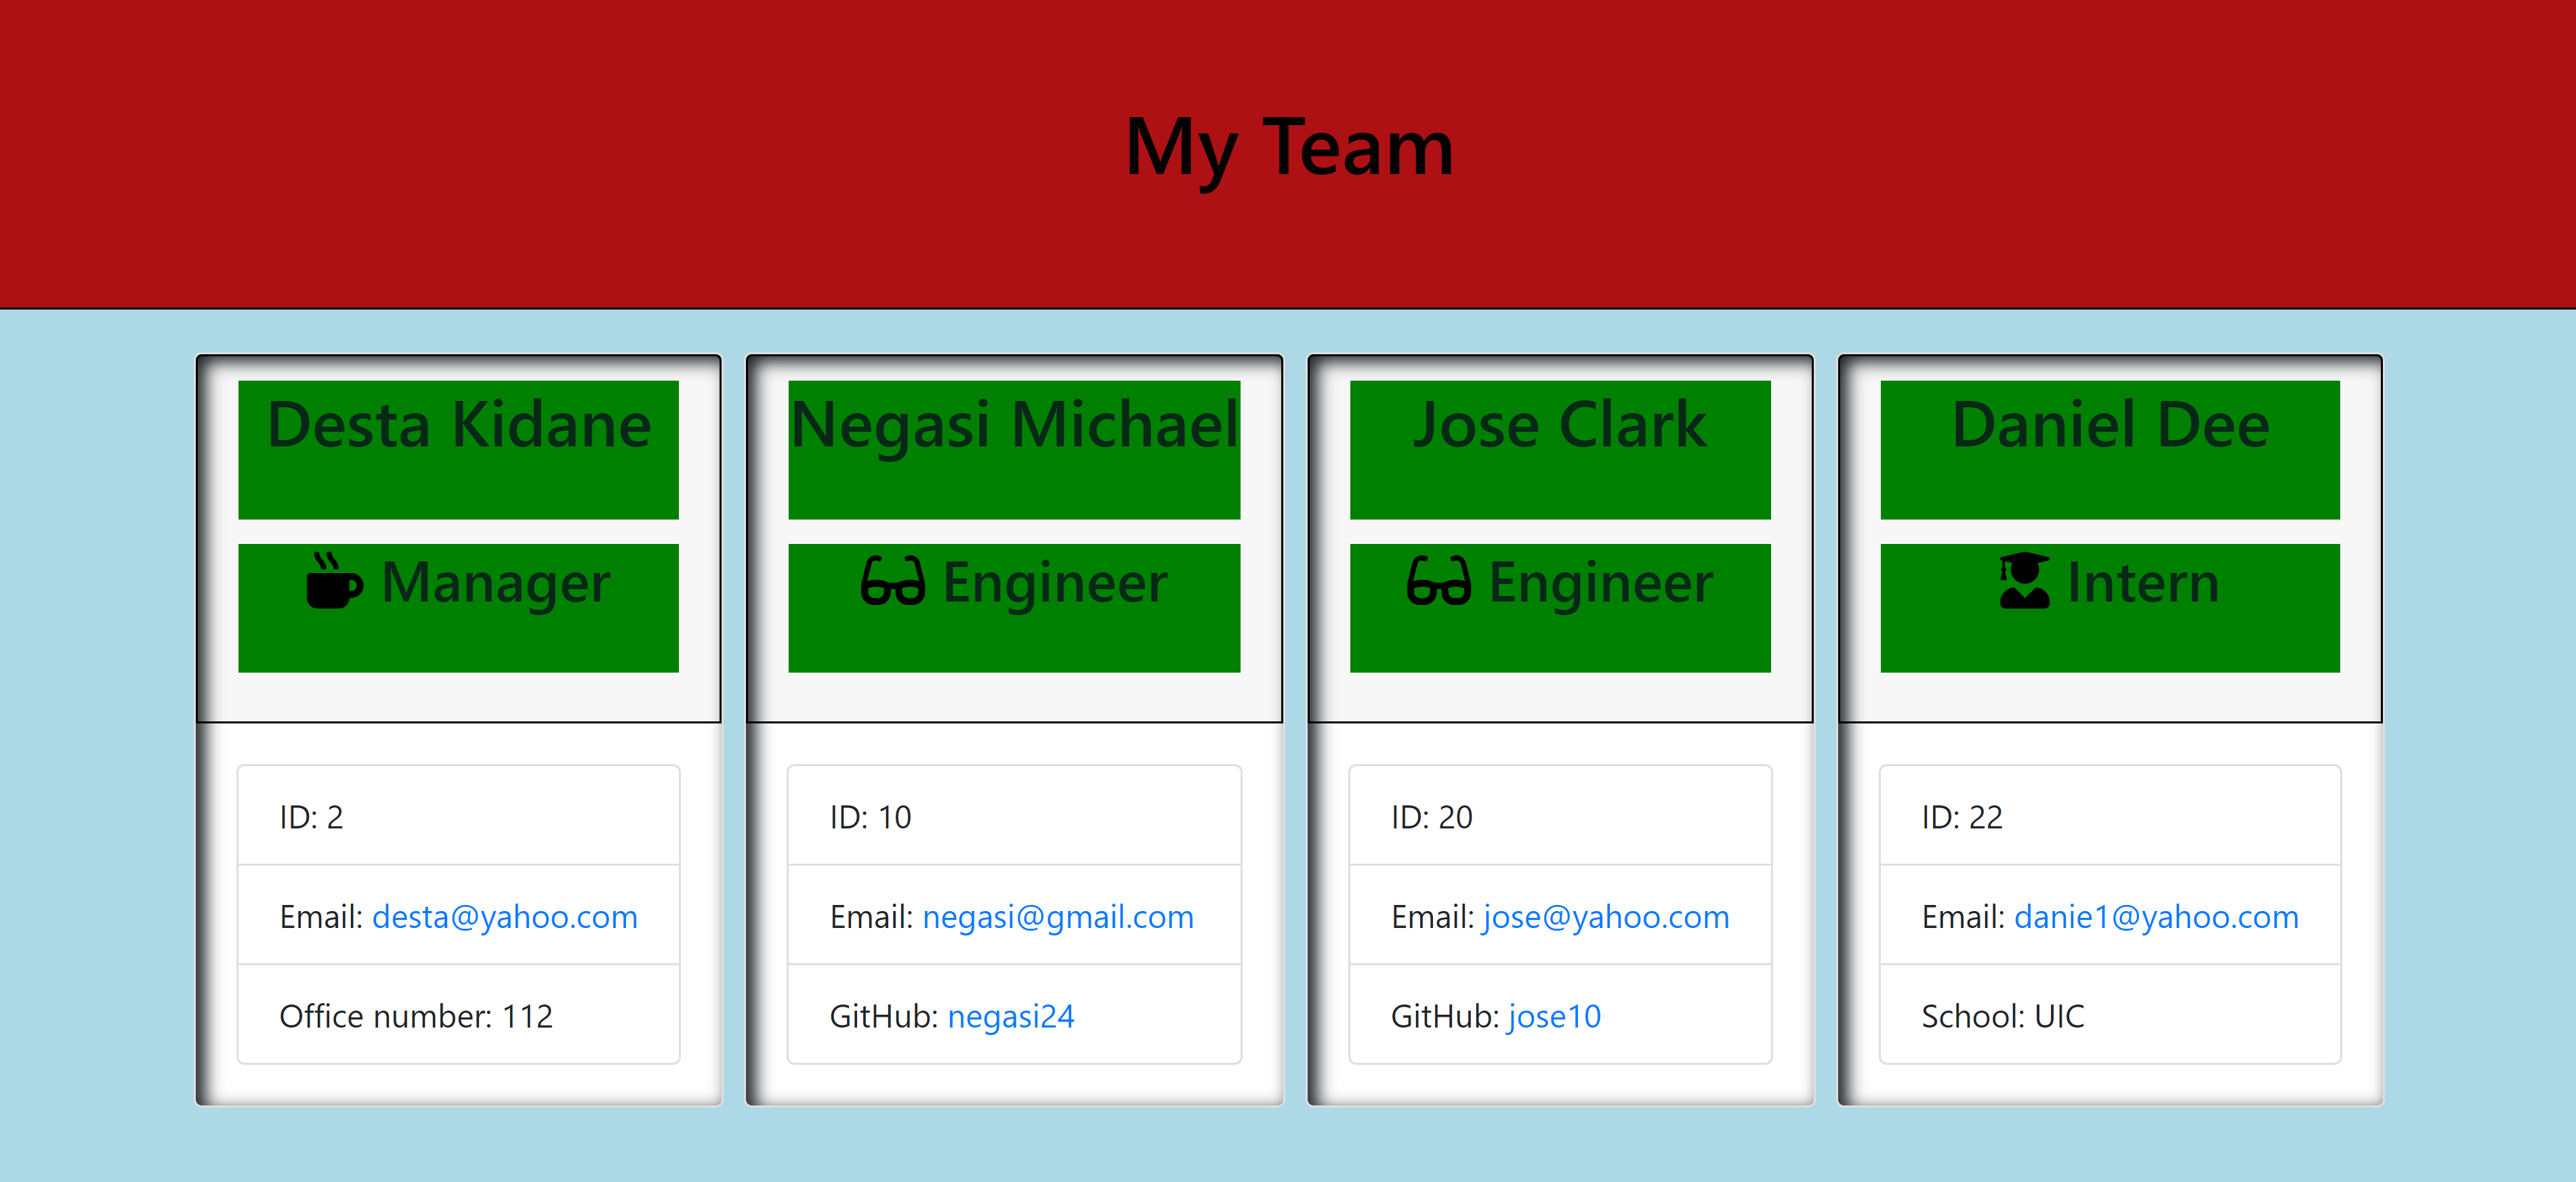 My Team
Desta Kidane
Manager
ID: 2
Email: desta@yahoo.com
Office number: 112
Negasi Michael
Engineer
ID: 10
Email: negasi@gmail.com
GitHub: negasi24
Jose Clark
Engineer
ID: 20
Email: jose@yahoo.com
GitHub: jose10
Daniel Dee
Intern
ID: 22
Email: danie1@yahoo.com
School: UIC